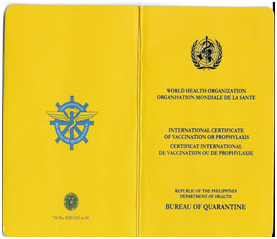 WORLD HEALTH ORGANIZATION
ORGANISATION MONDIALE DE LA SANTE
INTERNATIONAL CERTIFICATE
OF VACCINATION OR PROPHYLAXIS
CERTIFICAT INTERNATIONAL
DE VACCINATION OU DE PROPHYLAXIE
REPUBLIC OF THE PHILIPPINES
DEPARTMENT OF HEALTH
BUREAU OF QUARANTINE